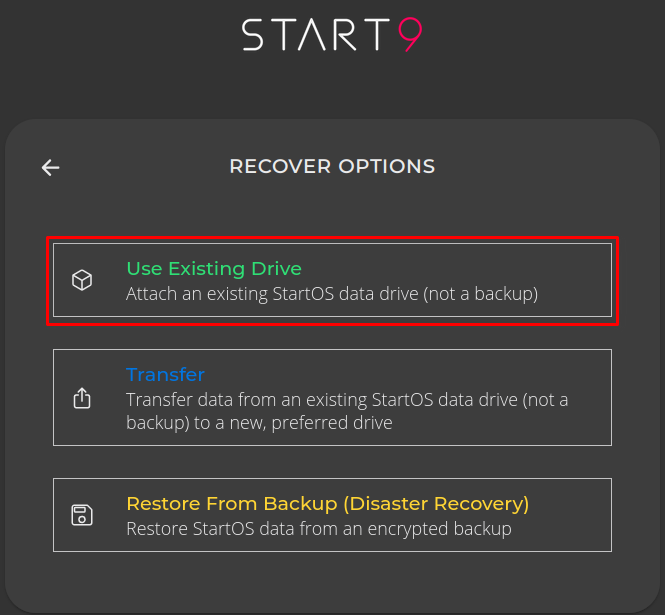 START9
RECOVER OPTIONS
Use Existing Drive
Attach an existing StartOS data drive (not a backup)
Transfer
Transfer data from an existing StartOS data drive (not a
backup) to a new, preferred drive
Restore From Backup (Disaster Recovery)
Restore StartOS data from an encrypted backup